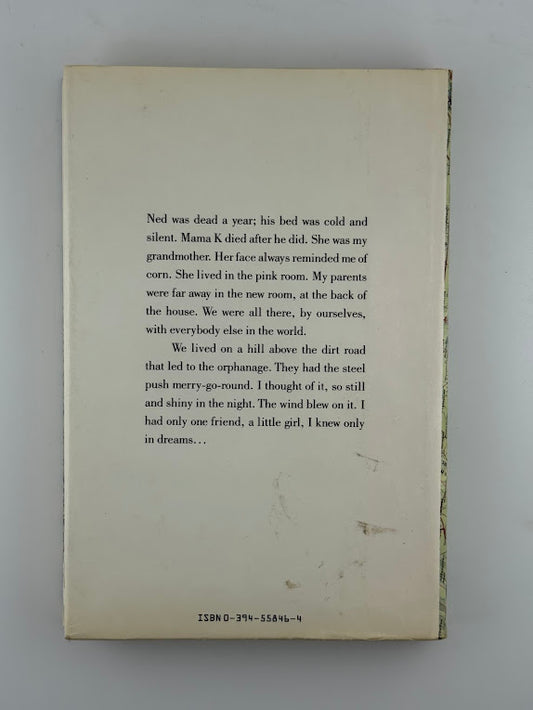 Ned was dead a year; his bed was cold and
silent. Mama K died after he did. She was my
grandmother. Her face always reminded me of
corn. She lived in the pink room. My parents
were far away in the new room, at the back of
the house. We were all there, by ourselves,
with everybody else in the world.
We lived on a hill above the dirt road
that led to the orphanage. They had the steel
push merry-go-round. I thought of it, so still
and shiny in the night. The wind blew on it. I
had only one friend, a little girl, I knew only
in dreams...
ISBN 0-394-55846-4